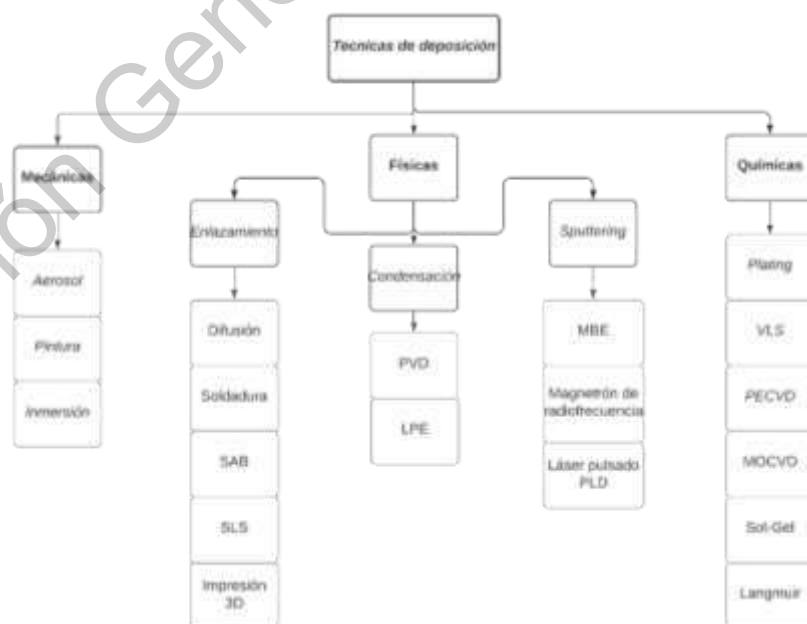 Tecnicas de deposición
Mecánicas
Físicas
Químicas
Enlazamiento
Condensación
Sputtering
Aerosol
Pintura
Inmersión
Difusión
Soldadura
SAB
SLS
Impresión
3D
PVD
LPE
MBE
Magnetrón de
radiofrecuencia
Láser pulsado
PLD
Plating
VLS
PECVD
MOCVD
Sol-Gel
Langmuir